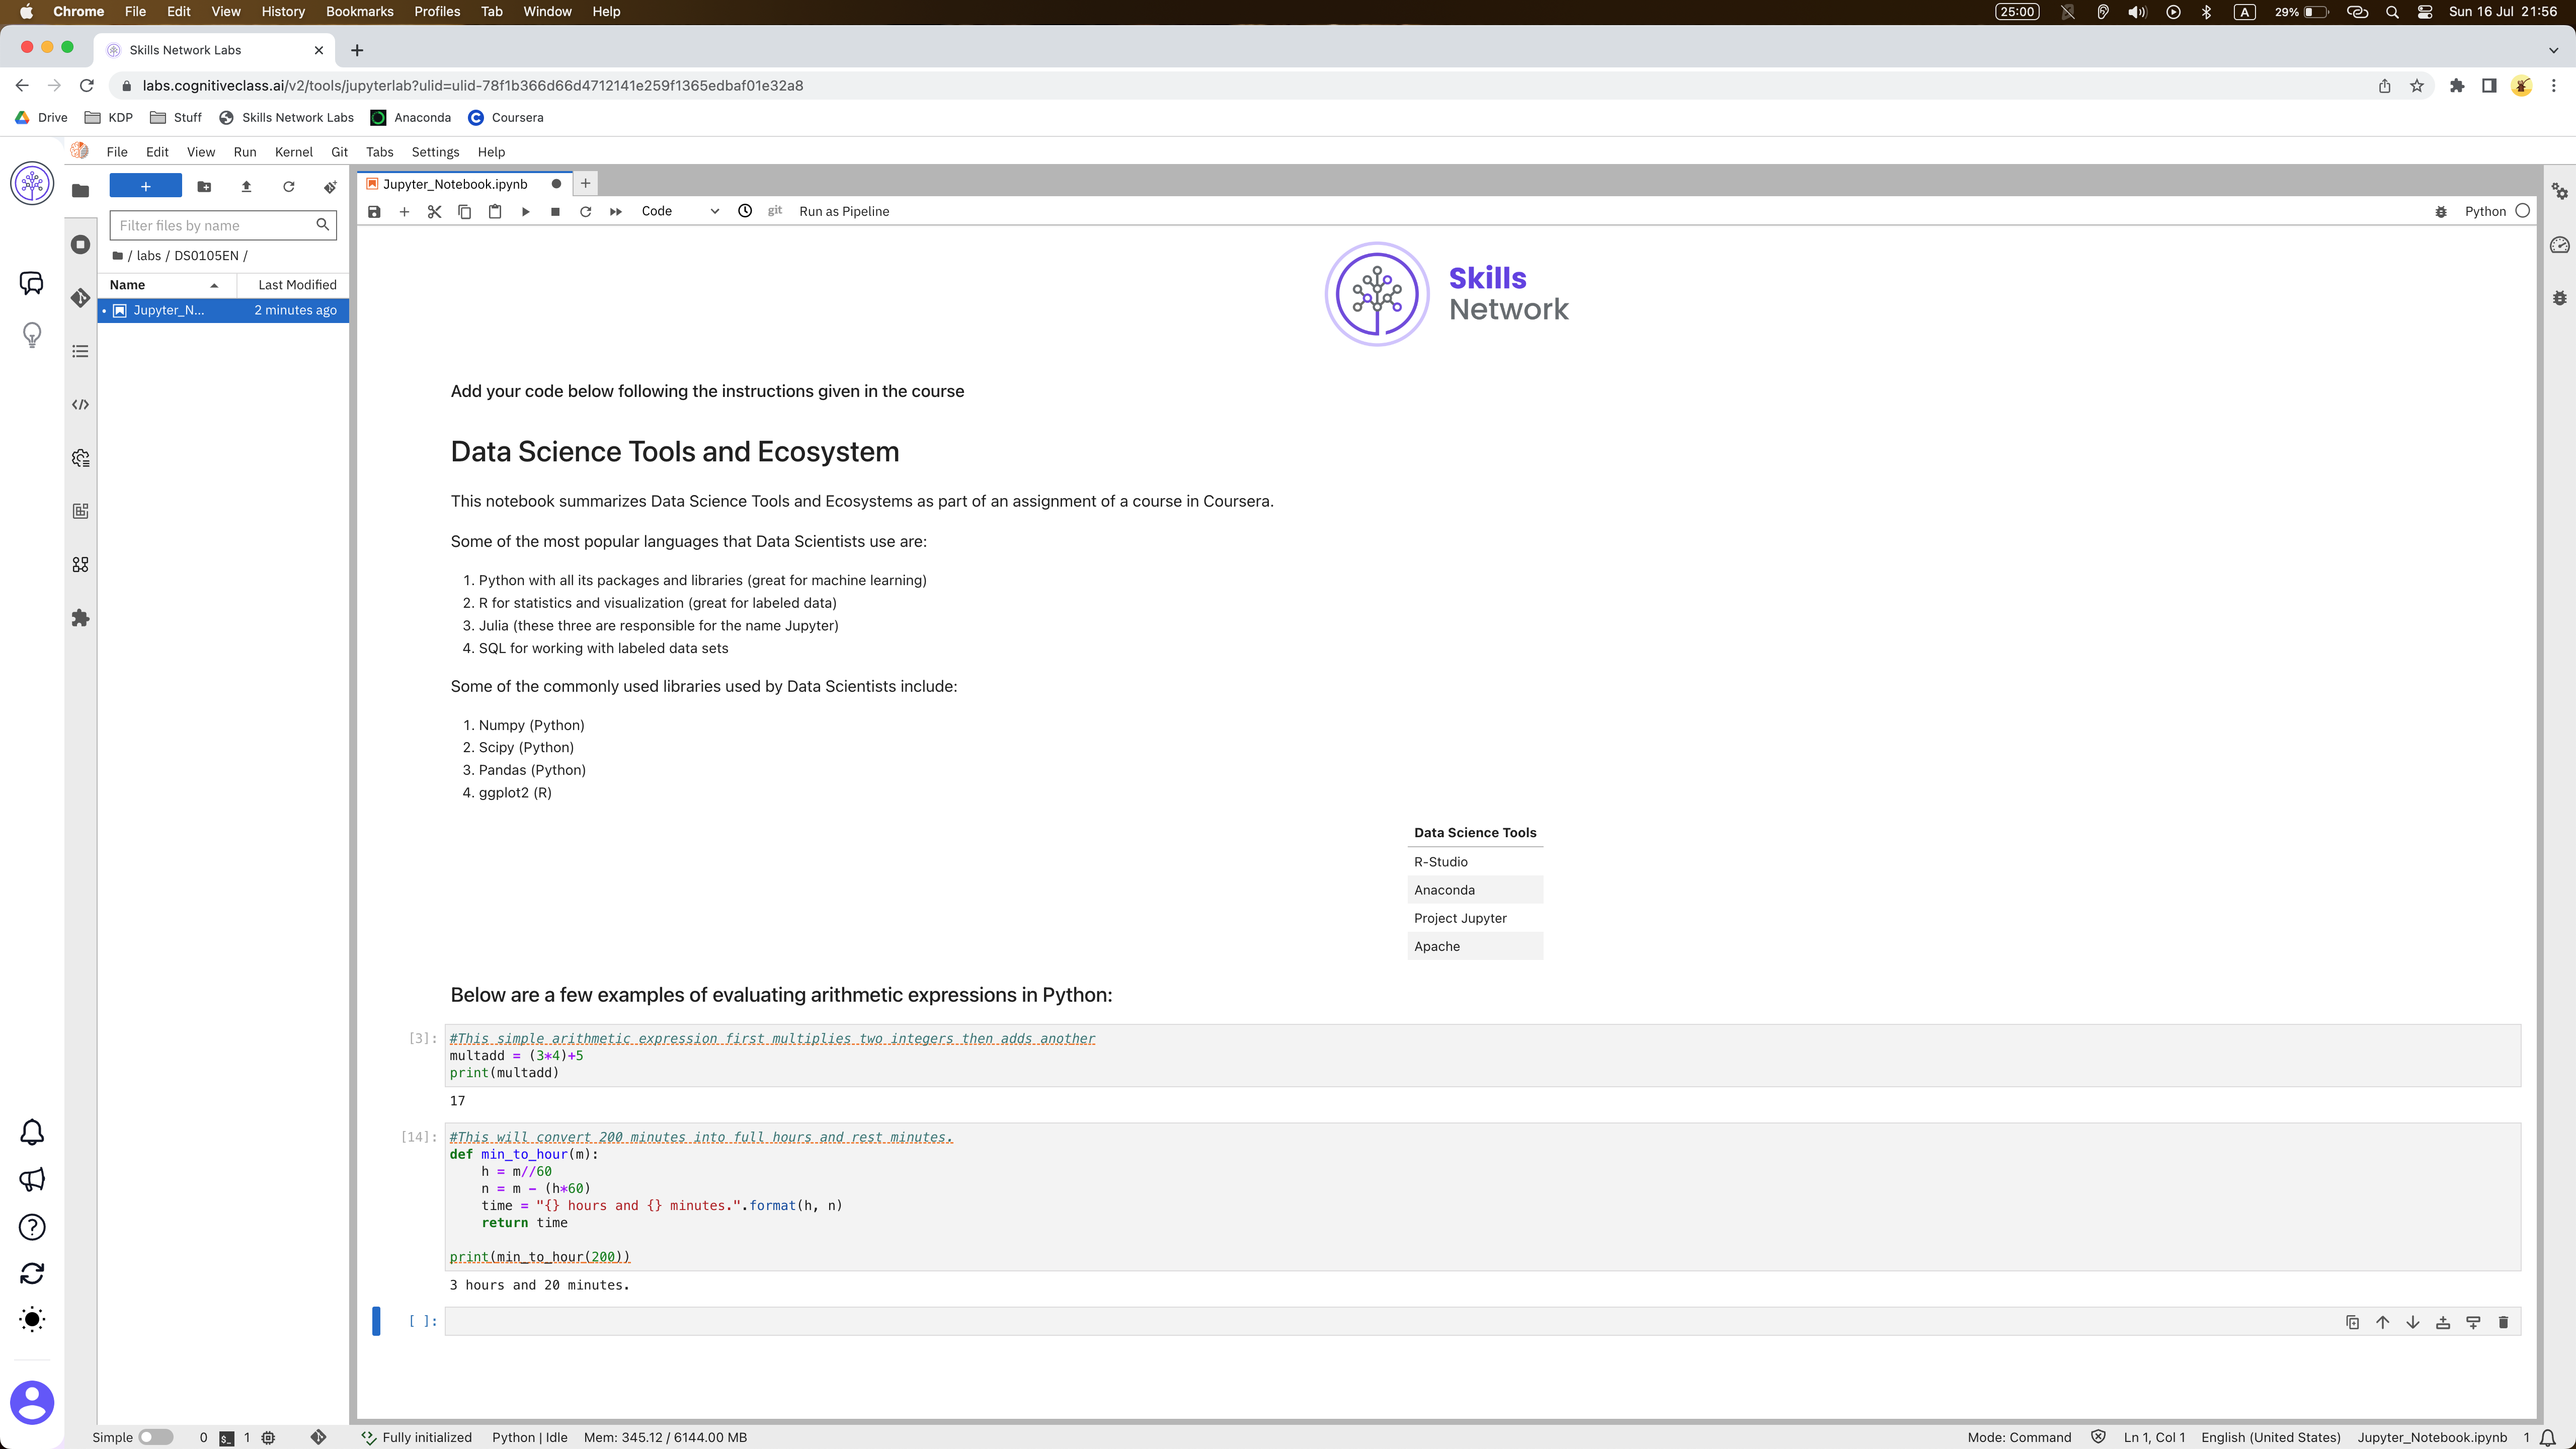 Chrome File Edit View History Bookmarks Profiles Tab Window Help 25:00 A 29% Sun 16 Jul 21:56
Skills Network Labs
labs.cognitiveclass.ai/v2/tools/jupyterlab?ulid=ulid-78f1b366d66d4712141e259f1365edbaf01e32a8
Drive KDP Stuff Skills Network Labs Anaconda Coursera
File Edit View Run Kernel Git Tabs Settings Help
Jupyter_Notebook.ipynb
Code git Run as Pipeline Python
Filter files by name
/ labs / DS0105EN /
Name Last Modified
Jupyter_N... 2 minutes ago
Skills
Network
Add your code below following the instructions given in the course
Data Science Tools and Ecosystem
This notebook summarizes Data Science Tools and Ecosystems as part of an assignment of a course in Coursera.
Some of the most popular languages that Data Scientists use are:
1. Python with all its packages and libraries (great for machine learning)
2. R for statistics and visualization (great for labeled data)
3. Julia (these three are responsible for the name Jupyter)
4. SQL for working with labeled data sets
Some of the commonly used libraries used by Data Scientists include:
1. Numpy (Python)
2. Scipy (Python)
3. Pandas (Python)
4. ggplot2 (R)
Data Science Tools
R-Studio
Anaconda
Project Jupyter
Apache
Below are a few examples of evaluating arithmetic expressions in Python:
[3]: #This simple arithmetic expression first multiplies two integers then adds another
multadd = (3*4)+5
print(multadd)
17
[14]: #This will convert 200 minutes into full hours and rest minutes.
def min_to_hour(m):
    h = m//60
    n = m - (h*60)
    time = "{} hours and {} minutes.".format(h, n)
    return time
print(min_to_hour(200))
3 hours and 20 minutes.
[ ]:
Simple 0 $_ 1 Fully initialized Python | Idle Mem: 345.12 / 6144.00 MB Mode: Command Ln 1, Col 1 English (United States) Jupyter_Notebook.ipynb 1